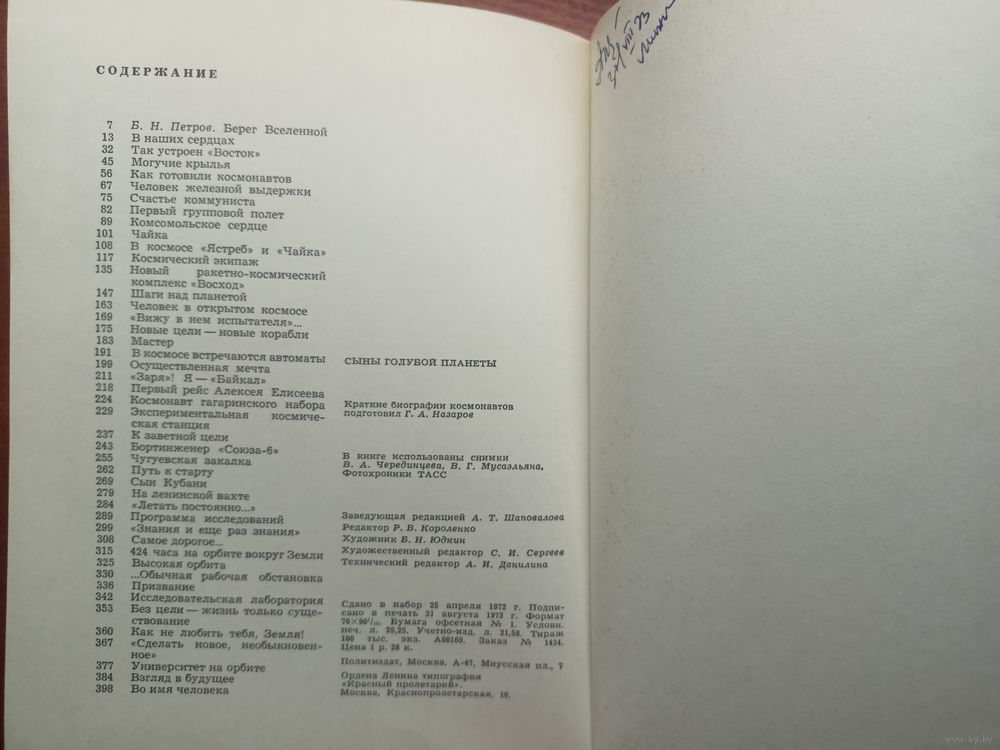 СОДЕРЖАНИЕ
7 Б. Н. Петров. Берег Вселенной
13 В наших сердцах
32 Так устроен «Восток»
45 Могучие крылья
56 Как готовили космонавтов
67 Человек железной выдержки
75 Счастье коммуниста
82 Первый групповой полет
89 Комсомольское сердце
101 Чайка
108 В космосе «Ястреб» и «Чайка»
117 Космический экипаж
135 Новый ракетно-космический
комплекс «Восход»
147 Шаги над планетой
163 Человек в открытом космосе
169 «Вижу в нем испытателя»...
175 Новые цели — новые корабли
183 Мастер
191 В космосе встречаются автоматы
199 Осуществленная мечта
211 «Заря»! Я — «Байкал»
218 Первый рейс Алексея Елисеева
224 Космонавт гагаринского набора
229 Экспериментальная космиче-
ская станция
237 К заветной цели
243 Бортинженер «Союза-6»
255 Чугуевская закалка
262 Путь к старту
269 Сын Кубани
279 На ленинской вахте
284 «Летать постоянно...»
289 Программа исследований
299 «Знания и еще раз знания»
308 Самое дорогое...
315 424 часа на орбите вокруг Земли
325 Высокая орбита
330 ...Обычная рабочая обстановка
336 Призвание
342 Исследовательская лаборатория
353 Без цели — жизнь только суще-
ствование
360 Как не любить тебя, Земля!
367 «Сделать новое, необыкновен-
ное»
377 Университет на орбите
384 Взгляд в будущее
398 Во имя человека
СЫНЫ ГОЛУБОЙ ПЛАНЕТЫ
Краткие биографии космонавтов
подготовил Г. А. Назаров
В книге использованы снимки
В. А. Черединцева, В. Г. Мусаэльяна,
Фотохроники ТАСС
Заведующая редакцией А. Т. Шаповалова
Редактор Р. В. Короленко
Художник В. Н. Юдкин
Художественный редактор С. И. Сергеев
Технический редактор А. И. Данилина
Сдано в набор 25 апреля 1972 г. Подпи-
сано в печать 31 августа 1972 г. Формат
70×90¹/₁₆. Бумага офсетная № 1. Условн.
печ. л. 29,25. Учетно-изд. л. 21,58. Тираж
100 тыс. экз. А00169. Заказ № 1434.
Цена 1 р. 28 к.
Политиздат, Москва, А-47, Миусская пл., 7
Ордена Ленина типография
«Красный пролетарий».
Москва, Краснопролетарская, 16.
www.ay.by